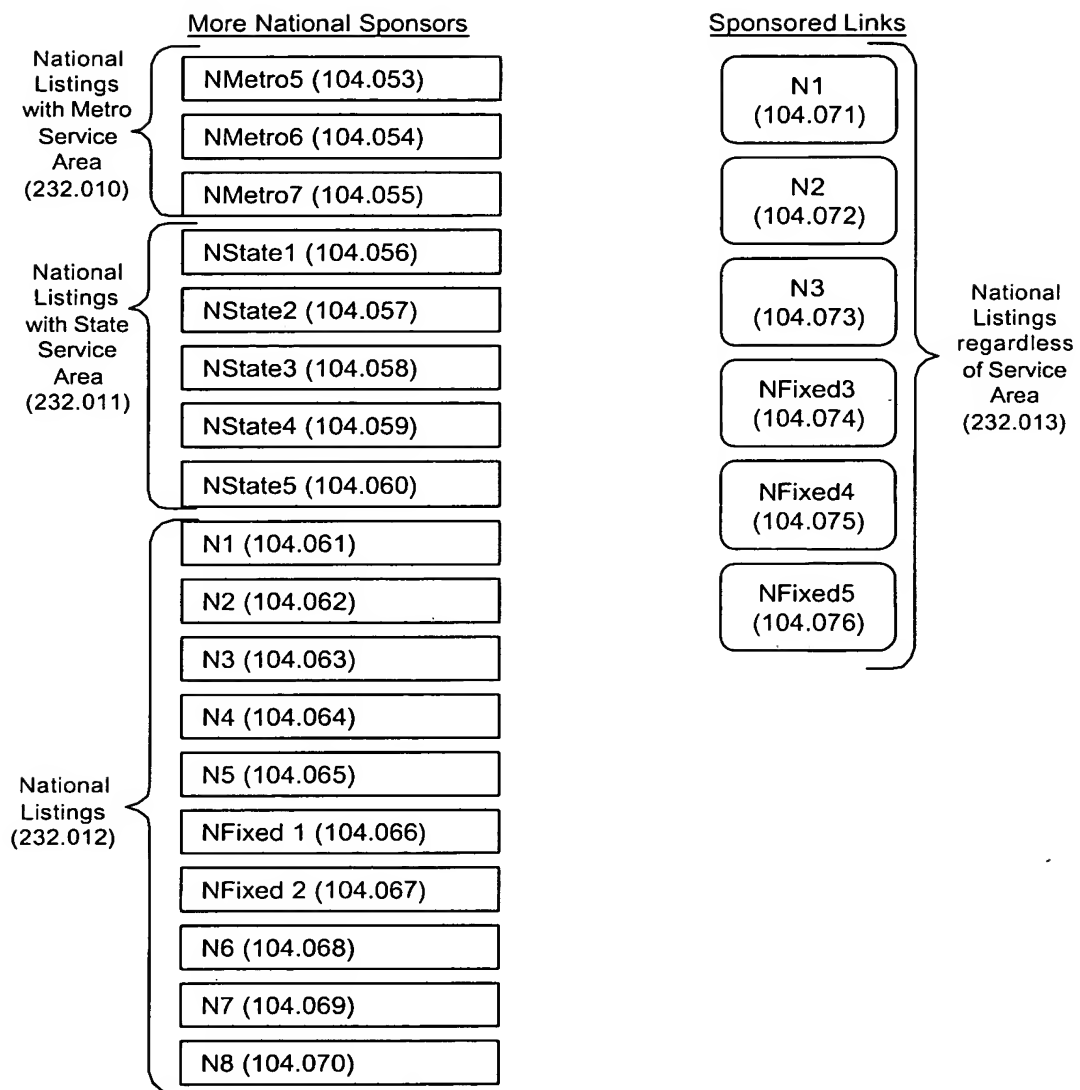 More National Sponsors
National
Listings
with Metro
Service
Area
(232.010)
NMetro5 (104.053)
NMetro6 (104.054)
NMetro7 (104.055)
National
Listings
with State
Service
Area
(232.011)
NState1 (104.056)
NState2 (104.057)
NState3 (104.058)
NState4 (104.059)
NState5 (104.060)
National
Listings
(232.012)
N1 (104.061)
N2 (104.062)
N3 (104.063)
N4 (104.064)
N5 (104.065)
NFixed 1 (104.066)
NFixed 2 (104.067)
N6 (104.068)
N7 (104.069)
N8 (104.070)
Sponsored Links
N1
(104.071)
N2
(104.072)
N3
(104.073)
NFixed3
(104.074)
NFixed4
(104.075)
NFixed5
(104.076)
National
Listings
regardless
of Service
Area
(232.013)